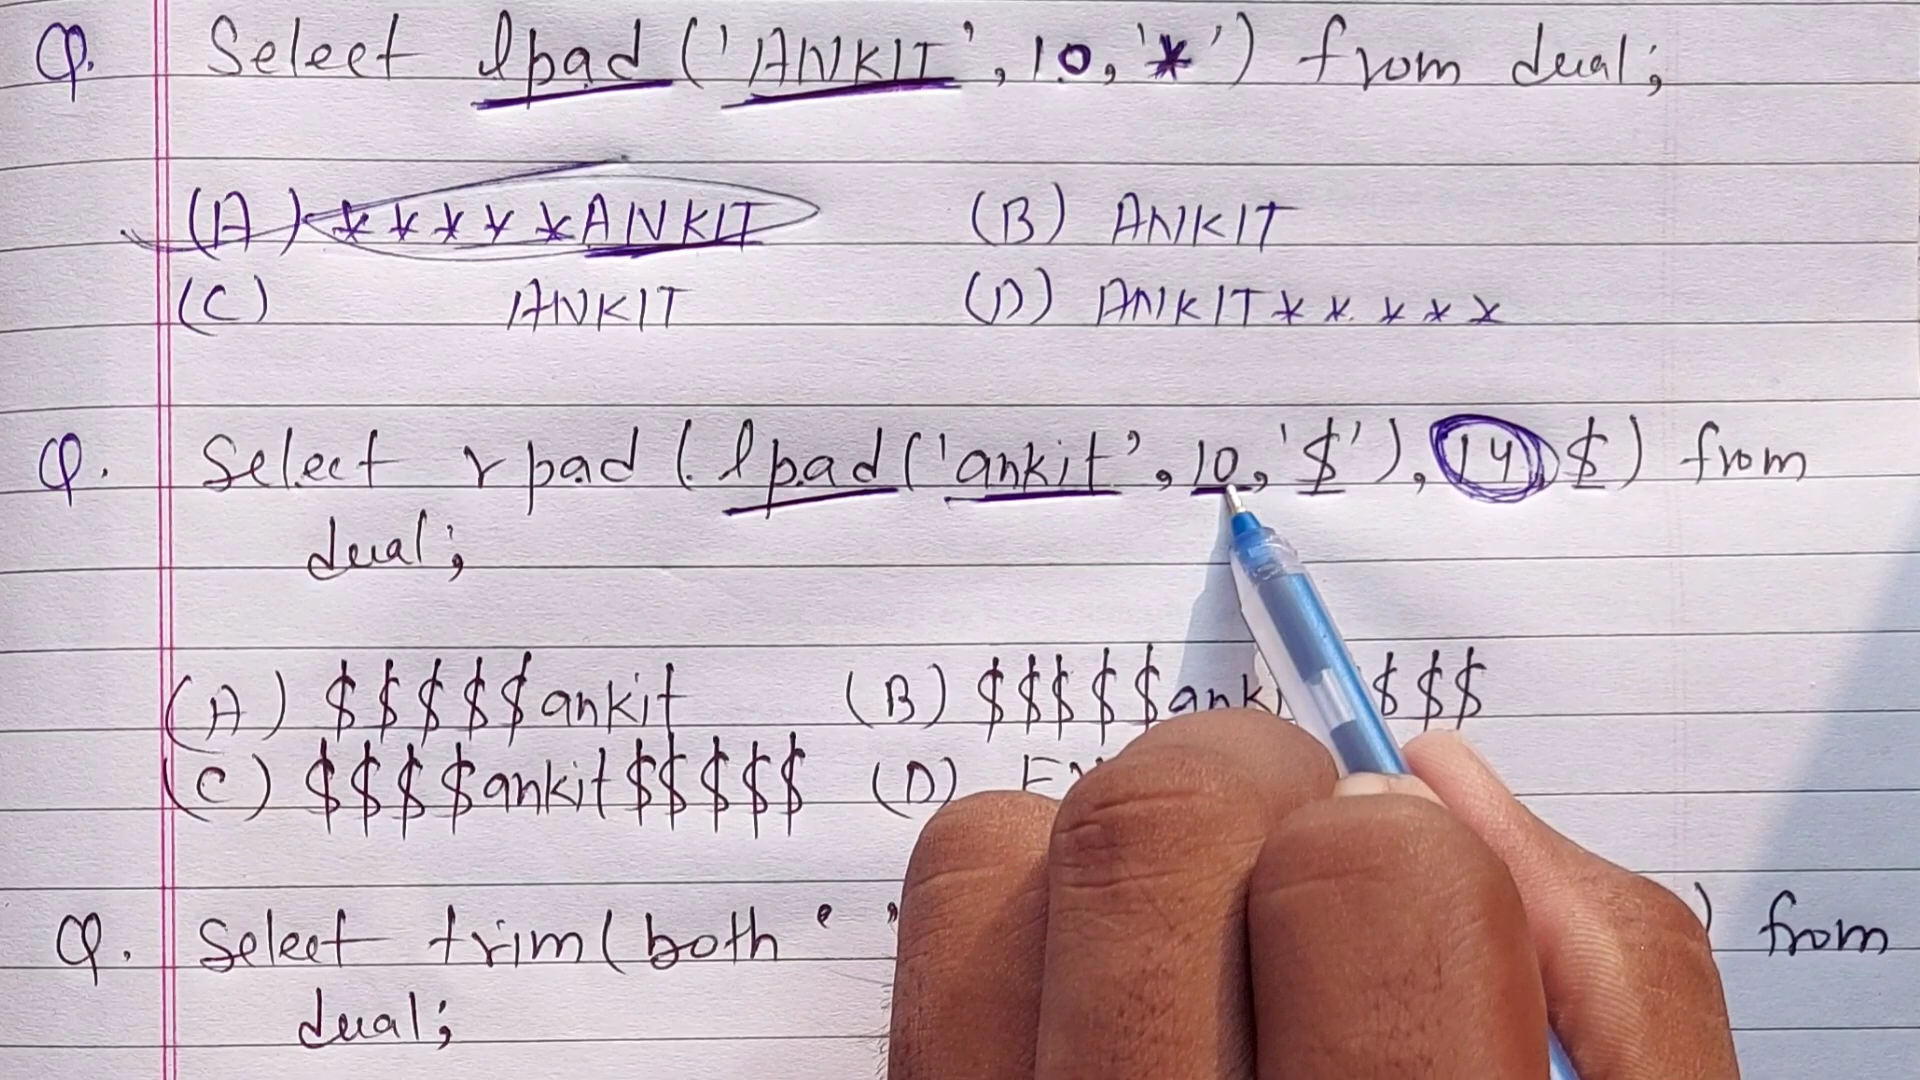 Q. Select lpad ('ANKIT', 10, '*') from dual;
(A) *****ANKIT (B) ANKIT
(C) ANKIT (D) ANKIT*****
Q. Select rpad (lpad('ankit', 10, '$'), 14, $) from
dual;
(A) $$$$$ankit (B) $$$$$ank $$$
(C) $$$$ankit$$$$$ (D)
Q. Select trim(both ' ' ) from
dual;